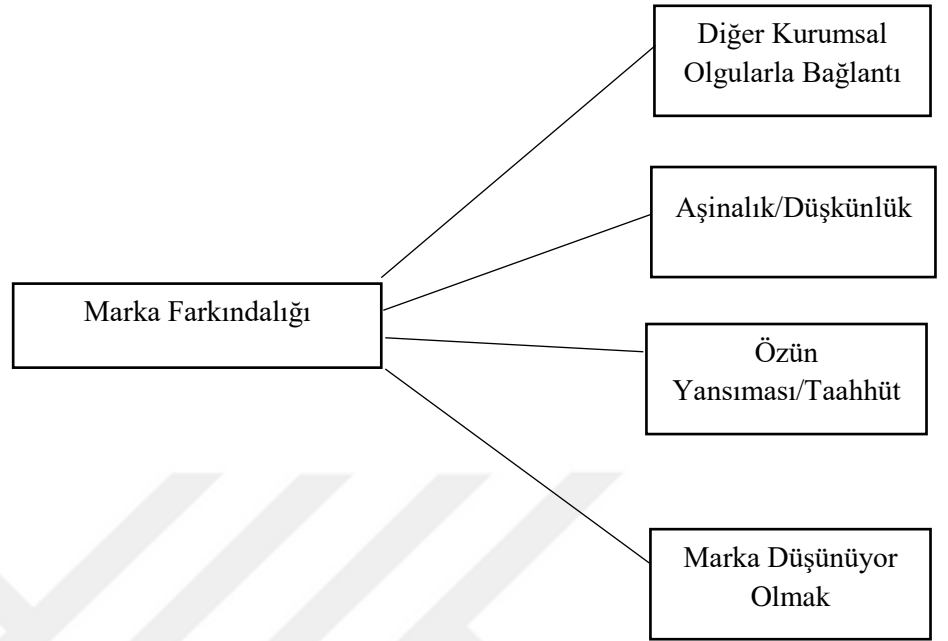 Diğer Kurumsal
Olgularla Bağlantı
Aşinalık/Düşkünlük
Marka Farkındalığı
Özün
Yansıması/Taahhüt
Marka Düşünüyor
Olmak